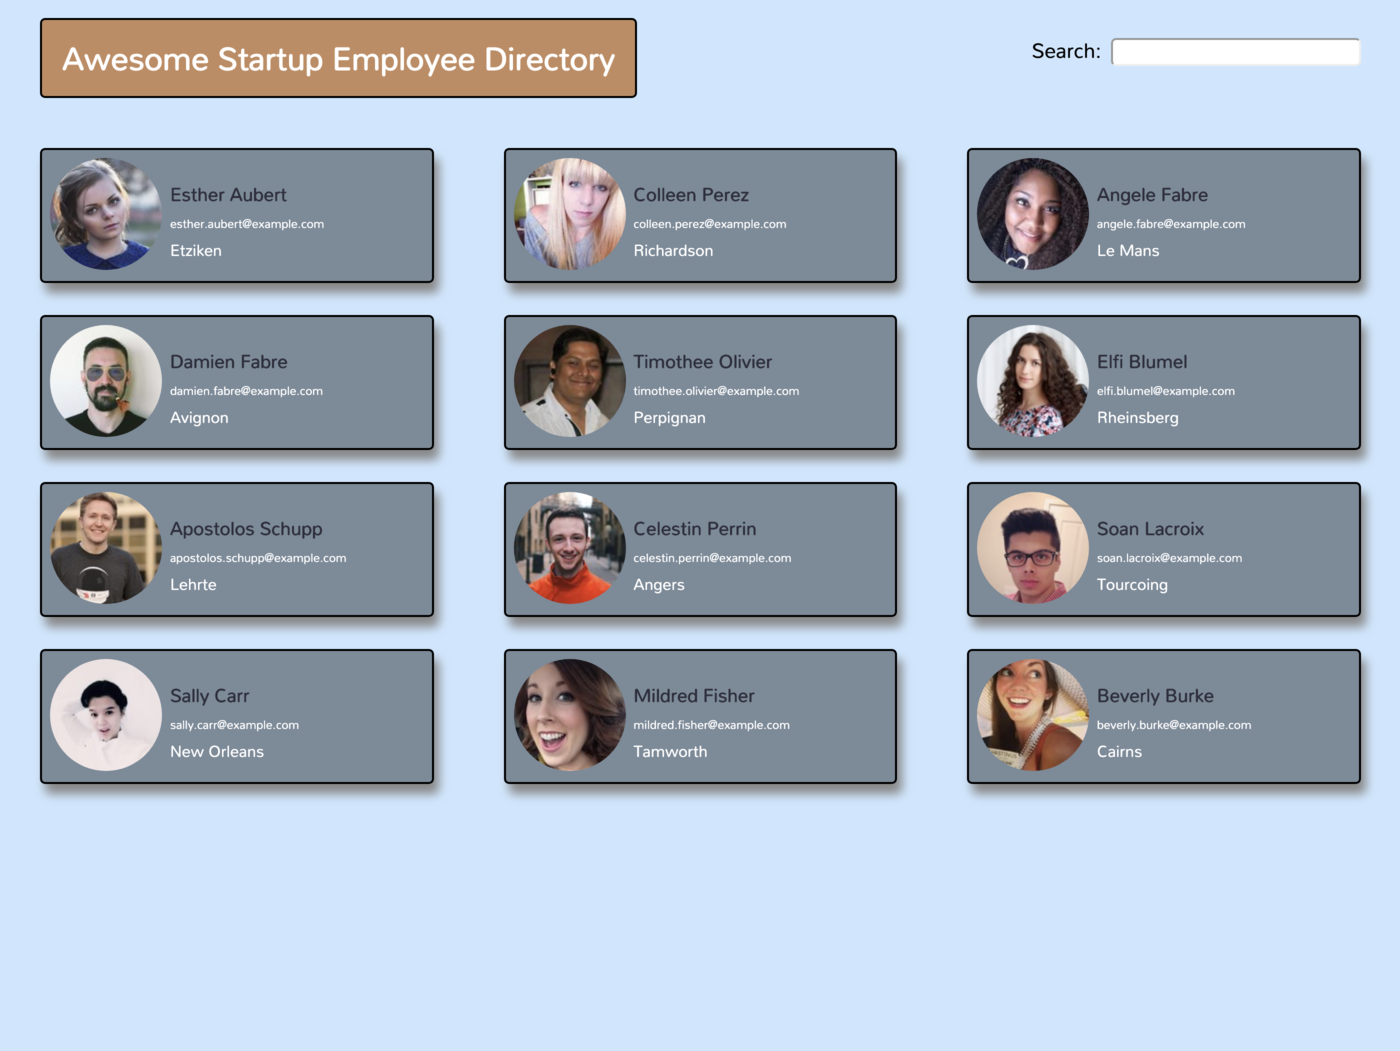 Awesome Startup Employee Directory
Search:
Esther Aubert
esther.aubert@example.com
Etziken
Colleen Perez
colleen.perez@example.com
Richardson
Angele Fabre
angele.fabre@example.com
Le Mans
Damien Fabre
damien.fabre@example.com
Avignon
Timothee Olivier
timothee.olivier@example.com
Perpignan
Elfi Blumel
elfi.blumel@example.com
Rheinsberg
Apostolos Schupp
apostolos.schupp@example.com
Lehrte
Celestin Perrin
celestin.perrin@example.com
Angers
Soan Lacroix
soan.lacroix@example.com
Tourcoing
Sally Carr
sally.carr@example.com
New Orleans
Mildred Fisher
mildred.fisher@example.com
Tamworth
Beverly Burke
beverly.burke@example.com
Cairns